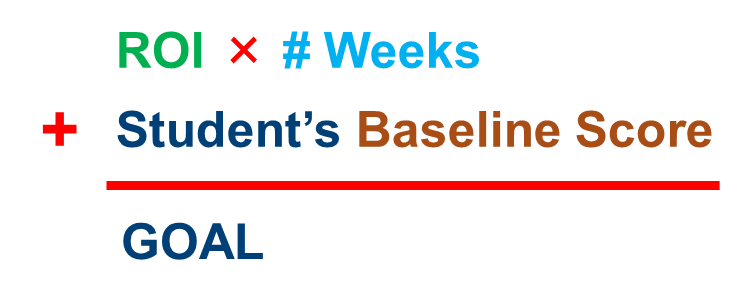 ROI × # Weeks
+ Student’s Baseline Score
GOAL